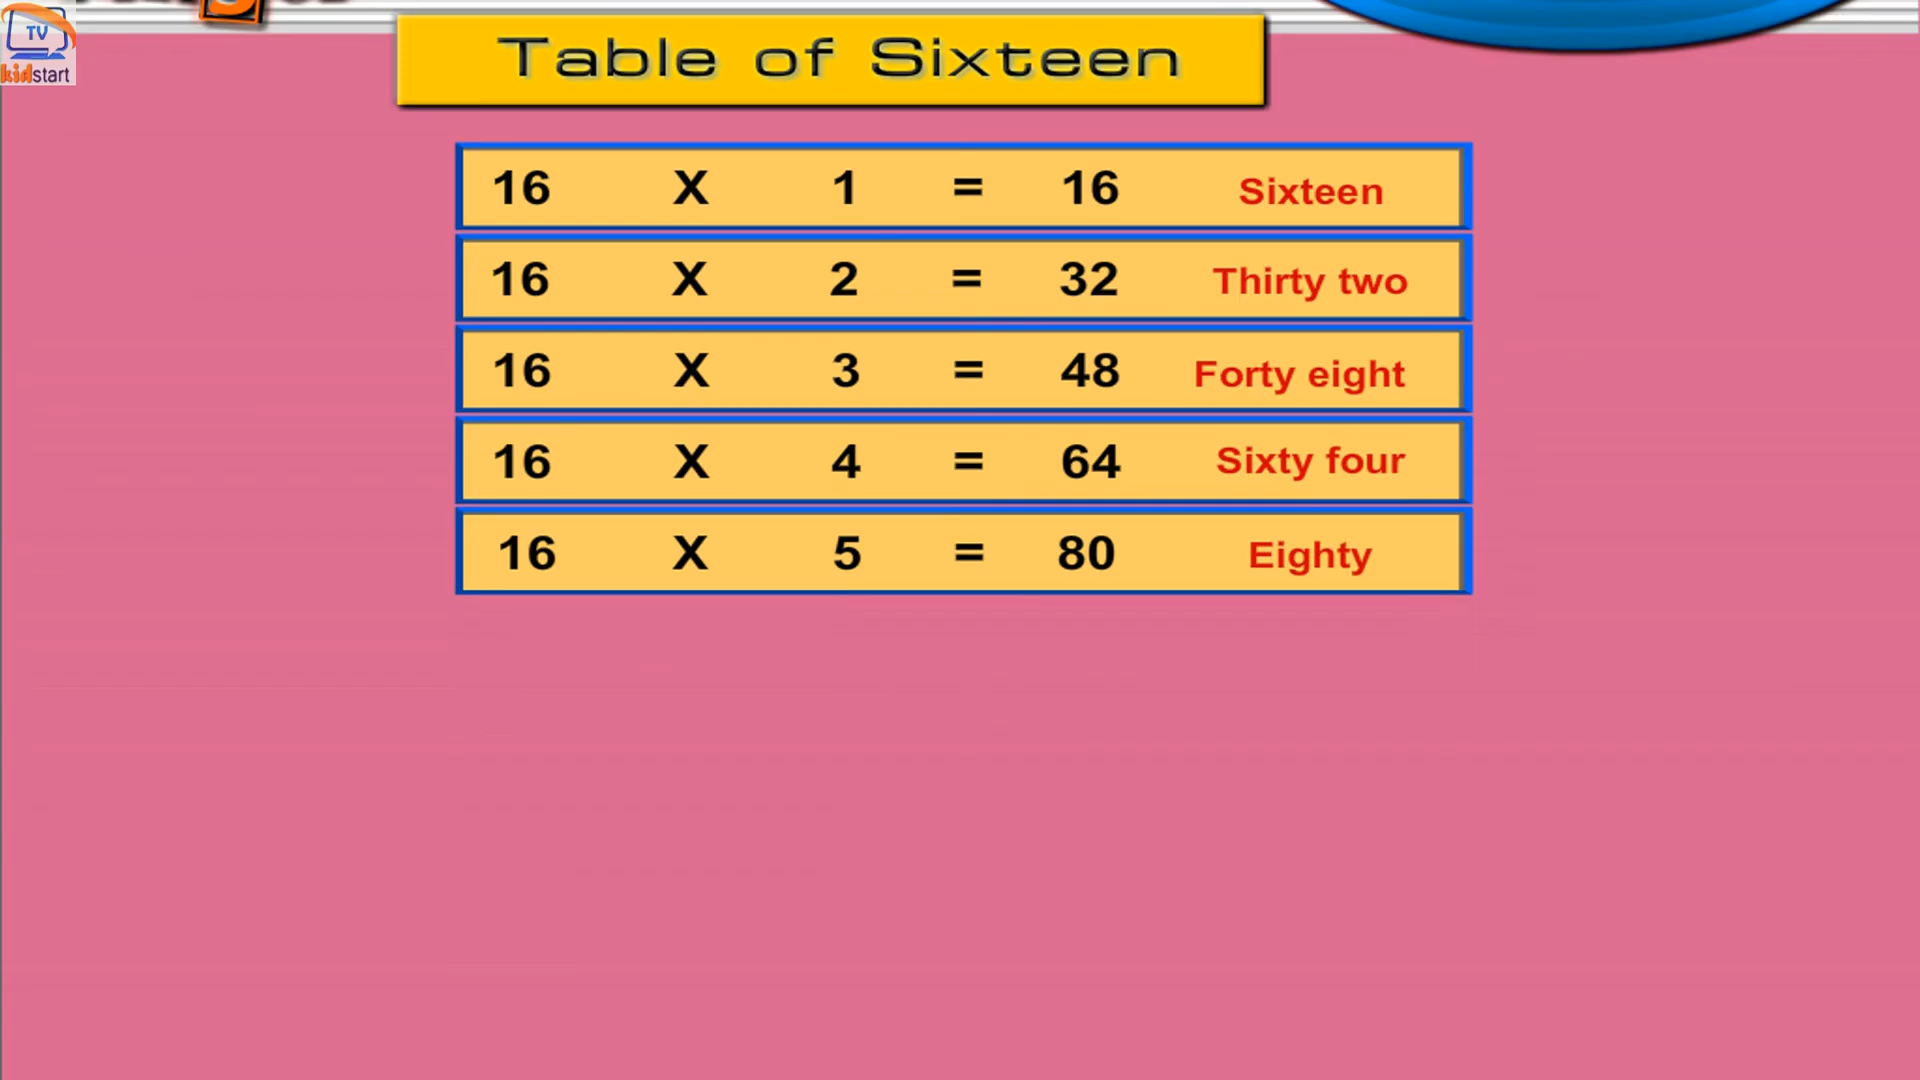 TV
kidstart
Table of Sixteen
16 X 1 = 16 Sixteen
16 X 2 = 32 Thirty two
16 X 3 = 48 Forty eight
16 X 4 = 64 Sixty four
16 X 5 = 80 Eighty